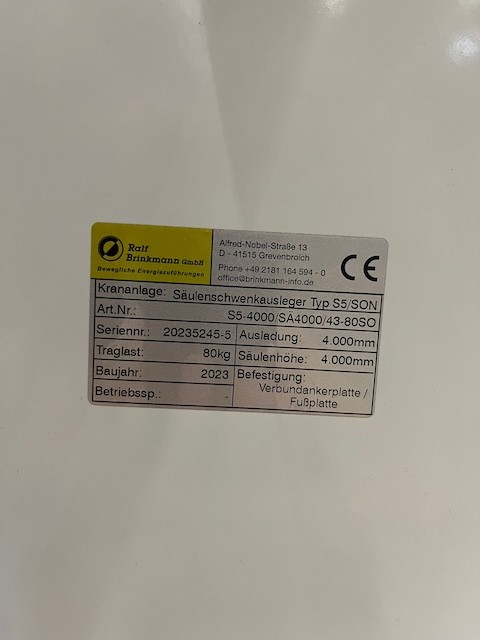 Ralf
Brinkmann GmbH
Bewegliche Energiezuführungen
Alfred-Nobel-Straße 13
D - 41515 Grevenbroich
Phone +49 2181 164 594 - 0
office@brinkmann-info.de
CE
Krananlage: Säulenschwenkausleger Typ S5/SON
Art.Nr.: S5-4000/SA4000/43-80SO
Seriennr.: 20235245-5 Ausladung: 4.000mm
Traglast: 80kg Säulenhöhe: 4.000mm
Baujahr: 2023 Befestigung:
Verbundankerplatte /
Betriebssp.: - Fußplatte